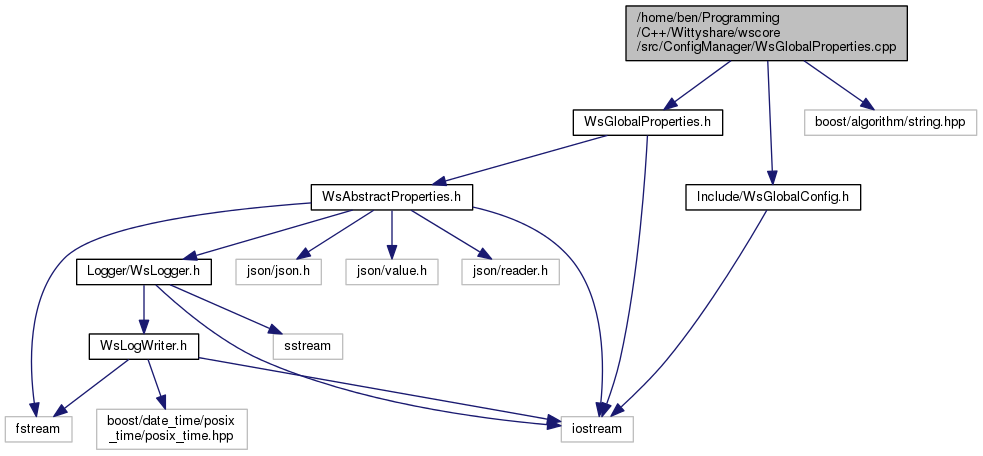 /home/ben/Programming
/C++/Wittyshare/wscore
/src/ConfigManager/WsGlobalProperties.cpp
WsGlobalProperties.h
boost/algorithm/string.hpp
WsAbstractProperties.h
Include/WsGlobalConfig.h
Logger/WsLogger.h
json/json.h
json/value.h
json/reader.h
WsLogWriter.h
sstream
fstream
boost/date_time/posix
_time/posix_time.hpp
iostream